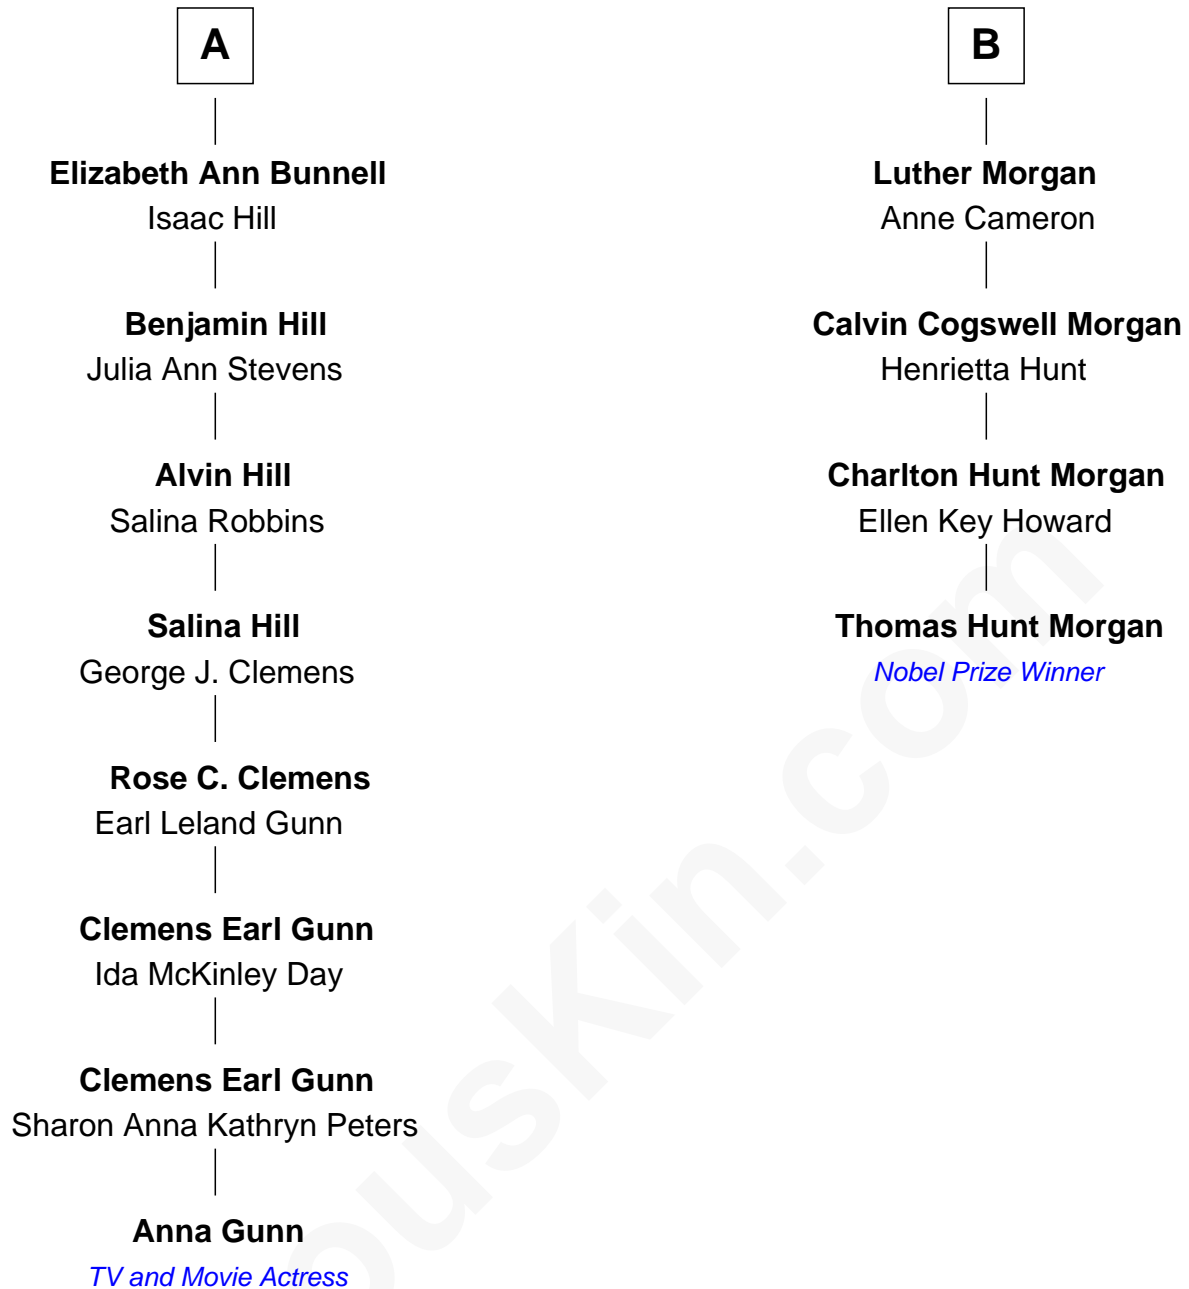 A
Elizabeth Ann Bunnell
Isaac Hill
Benjamin Hill
Julia Ann Stevens
Alvin Hill
Salina Robbins
Salina Hill
George J. Clemens
Rose C. Clemens
Earl Leland Gunn
Clemens Earl Gunn
Ida McKinley Day
Clemens Earl Gunn
Sharon Anna Kathryn Peters
Anna Gunn
TV and Movie Actress
B
Luther Morgan
Anne Cameron
Calvin Cogswell Morgan
Henrietta Hunt
Charlton Hunt Morgan
Ellen Key Howard
Thomas Hunt Morgan
Nobel Prize Winner
ousKin.com